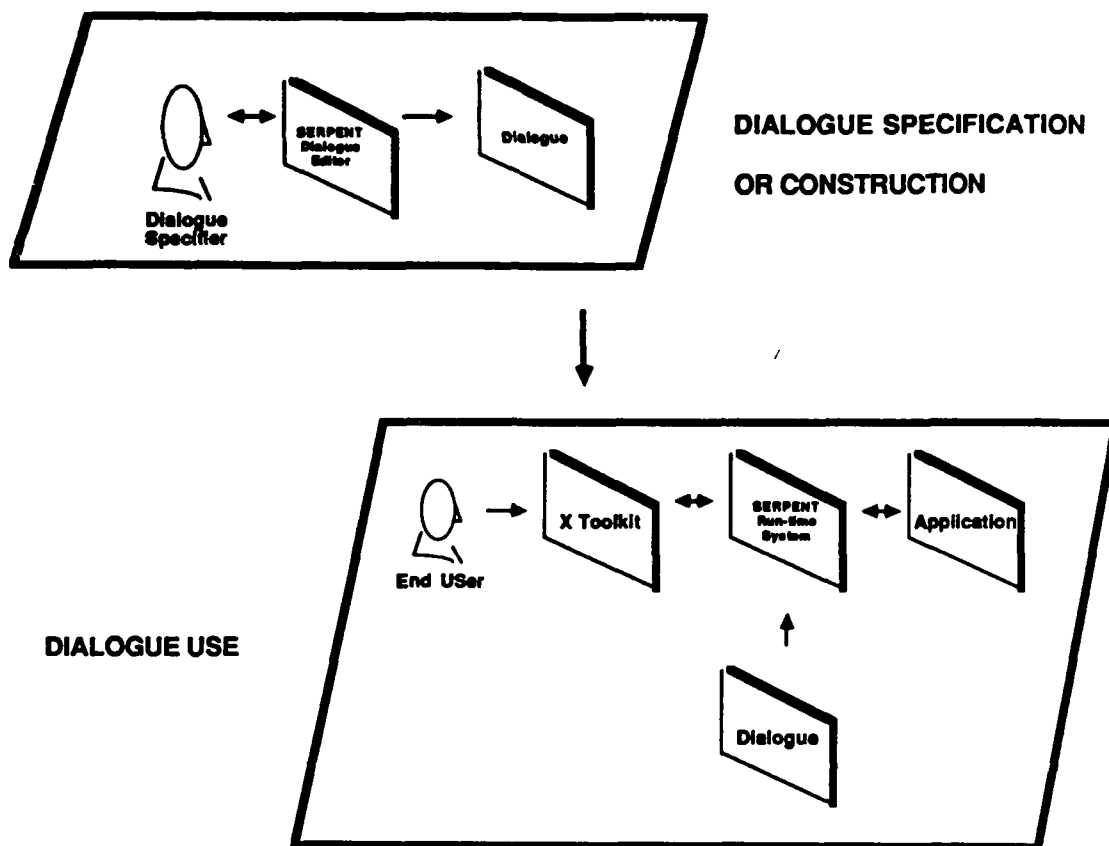 SERPENT
Dialogue
Editor
Dialogue
Dialogue
Specifier
DIALOGUE SPECIFICATION
OR CONSTRUCTION
X Toolkit
SERPENT
Run-time
System
Application
End USer
DIALOGUE USE
Dialogue